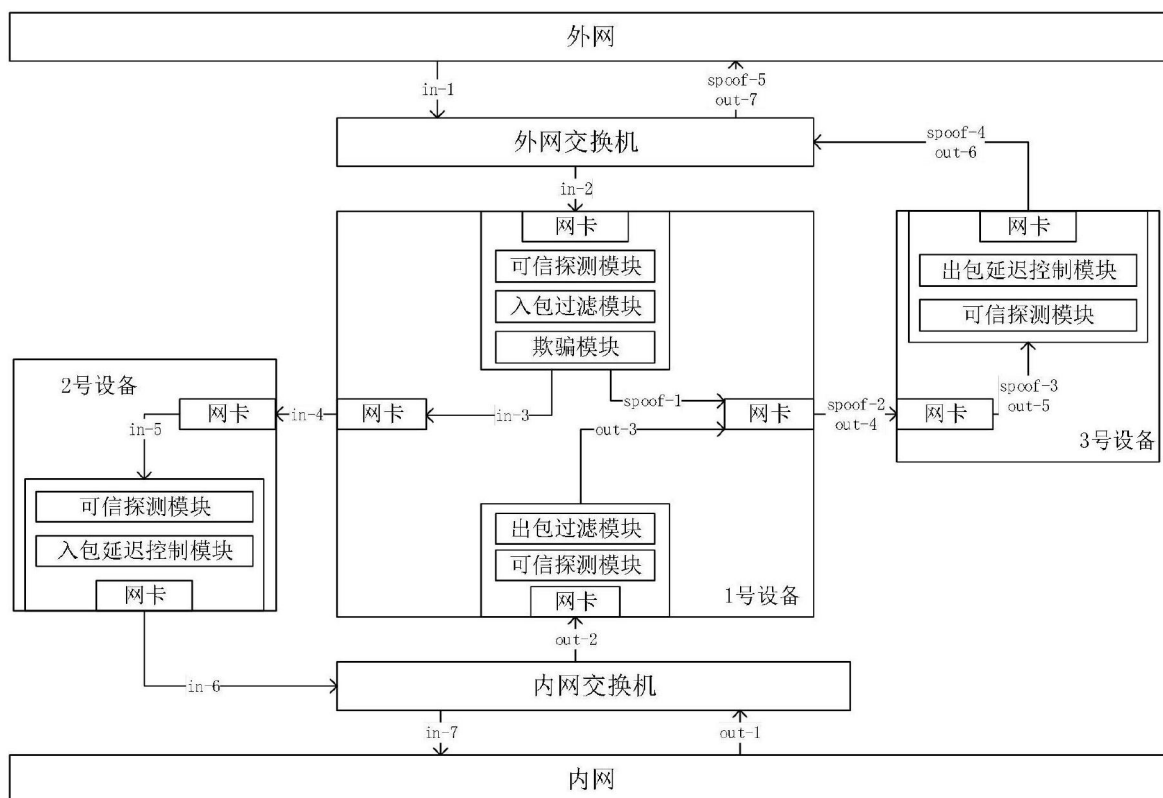 外网
in-1
spoof-5
out-7
外网交换机
spoof-4
out-6
in-2
网卡
可信探测模块
入包过滤模块
欺骗模块
网卡
出包延迟控制模块
可信探测模块
2号设备
网卡
in-4
网卡
in-3
spoof-1
out-3
网卡
spoof-2
out-4
网卡
spoof-3
out-5
3号设备
in-5
可信探测模块
入包延迟控制模块
网卡
出包过滤模块
可信探测模块
网卡
1号设备
out-2
in-6
内网交换机
in-7
out-1
内网